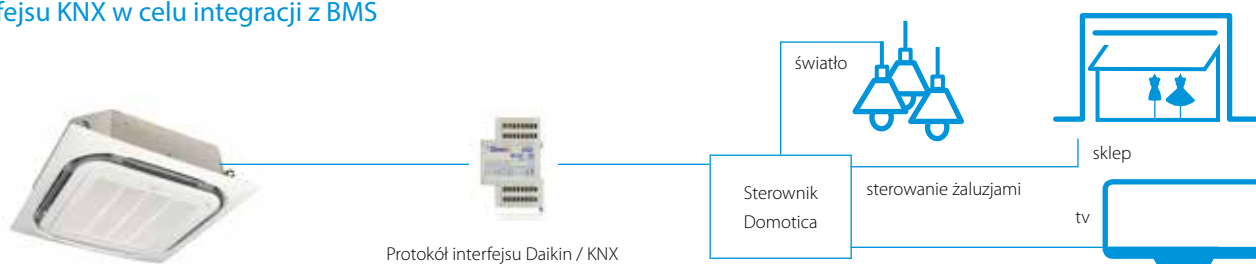 fejsu KNX w celu integracji z BMS
światło
sklep
Sterownik
Domotica
sterowanie żaluzjami
tv
Protokół interfejsu Daikin / KNX